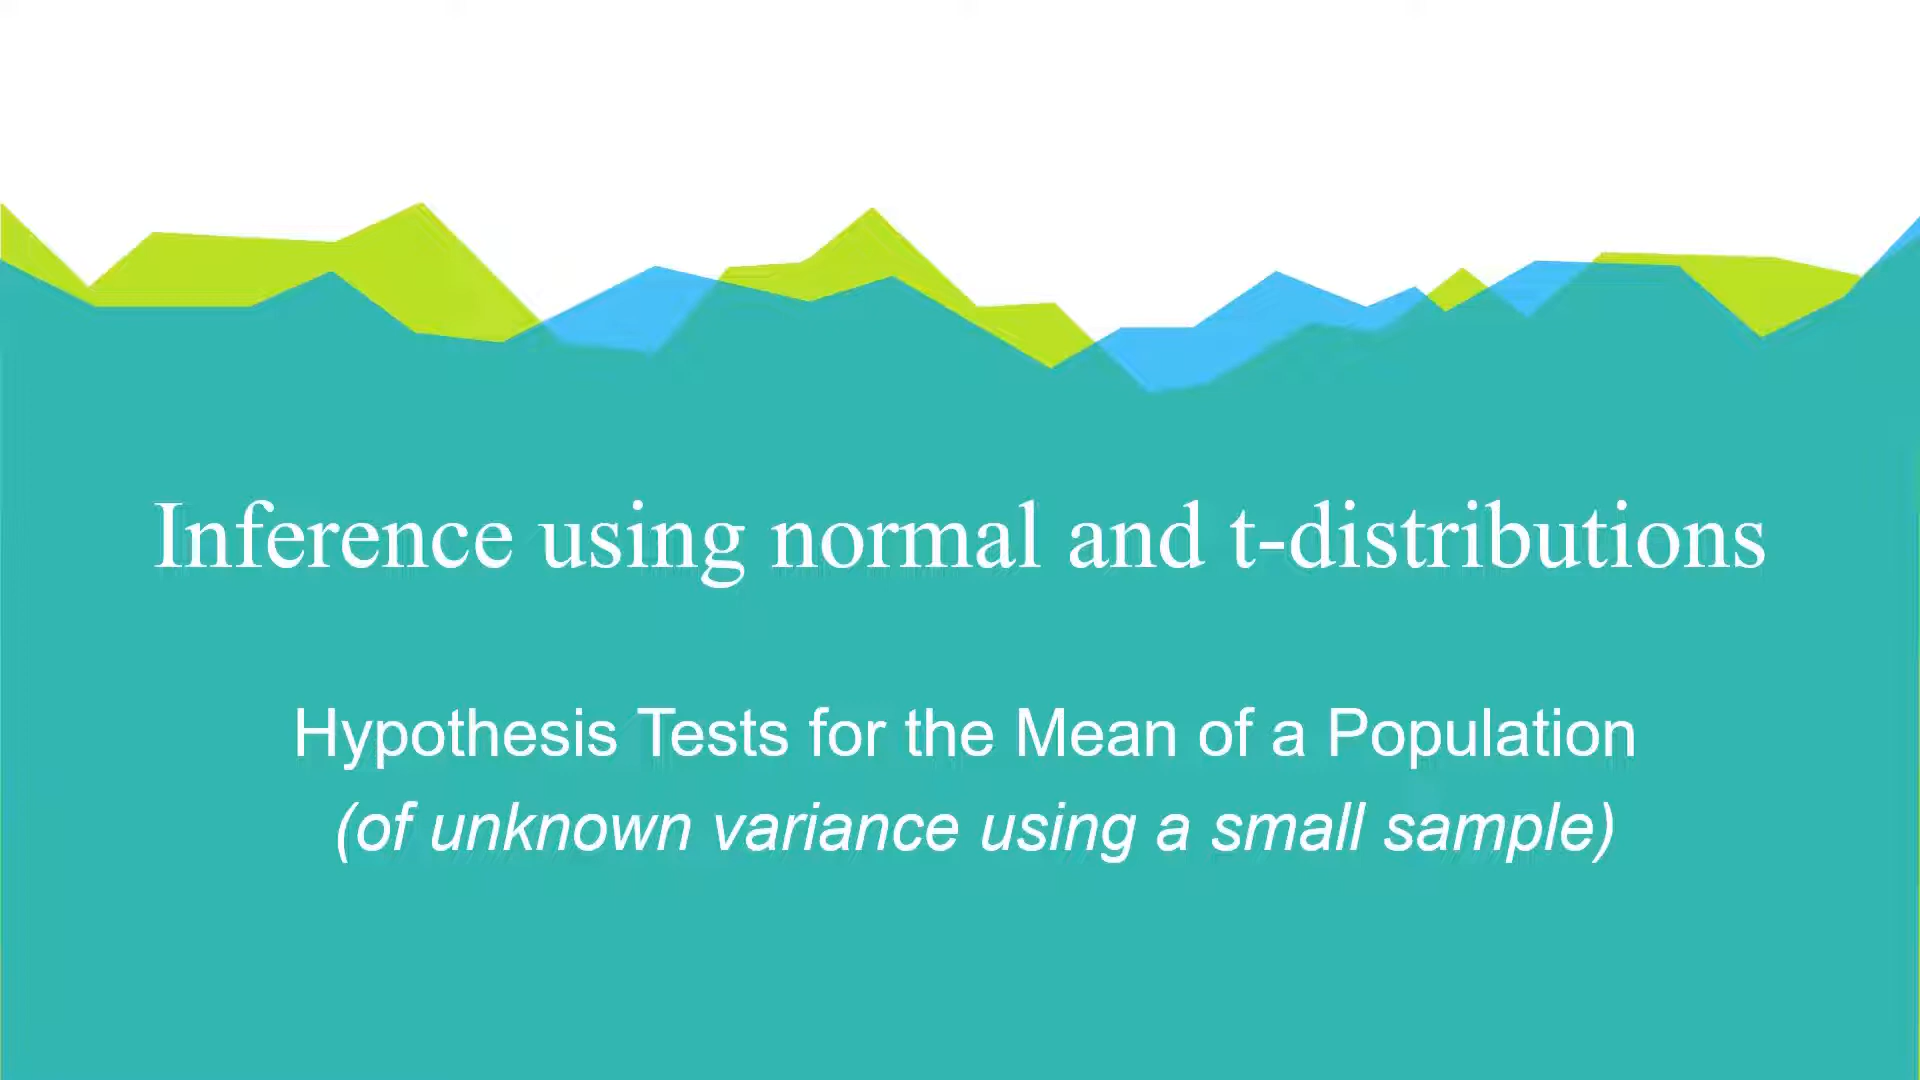 Inference using normal and t-distributions
Hypothesis Tests for the Mean of a Population
(of unknown variance using a small sample)